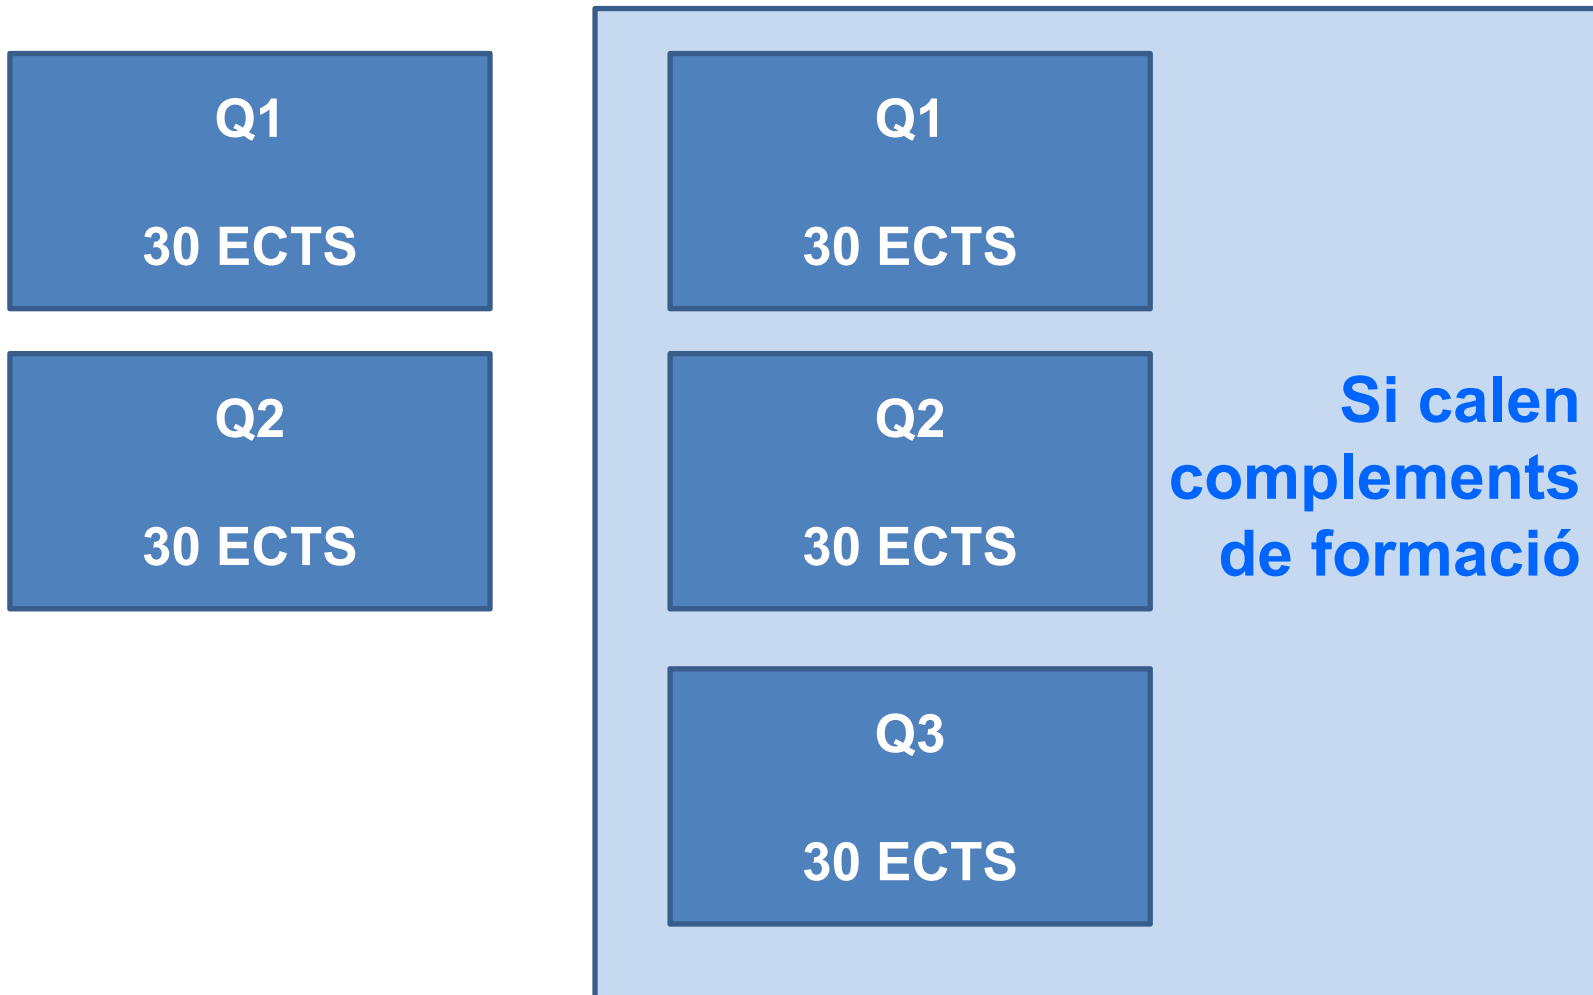 Q1
30 ECTS
Q2
30 ECTS
Q1
30 ECTS
Q2
30 ECTS
Q3
30 ECTS
Si calen
complements
de formació